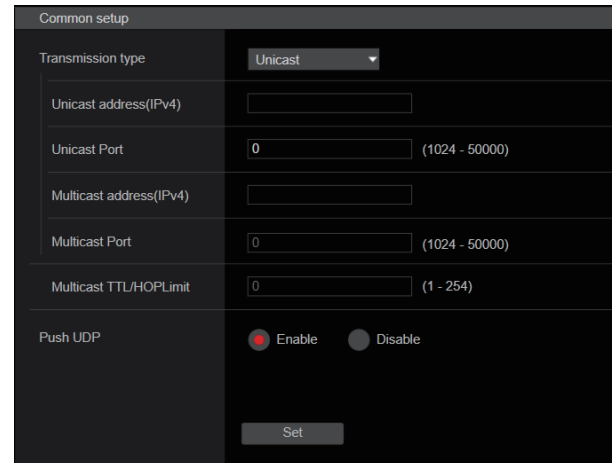 Common setup
Transmission type Unicast
Unicast address(IPv4)
Unicast Port 0 (1024 - 50000)
Multicast address(IPv4)
Multicast Port 0 (1024 - 50000)
Multicast TTL/HOPLimit 0 (1 - 254)
Push UDP Enable Disable
Set